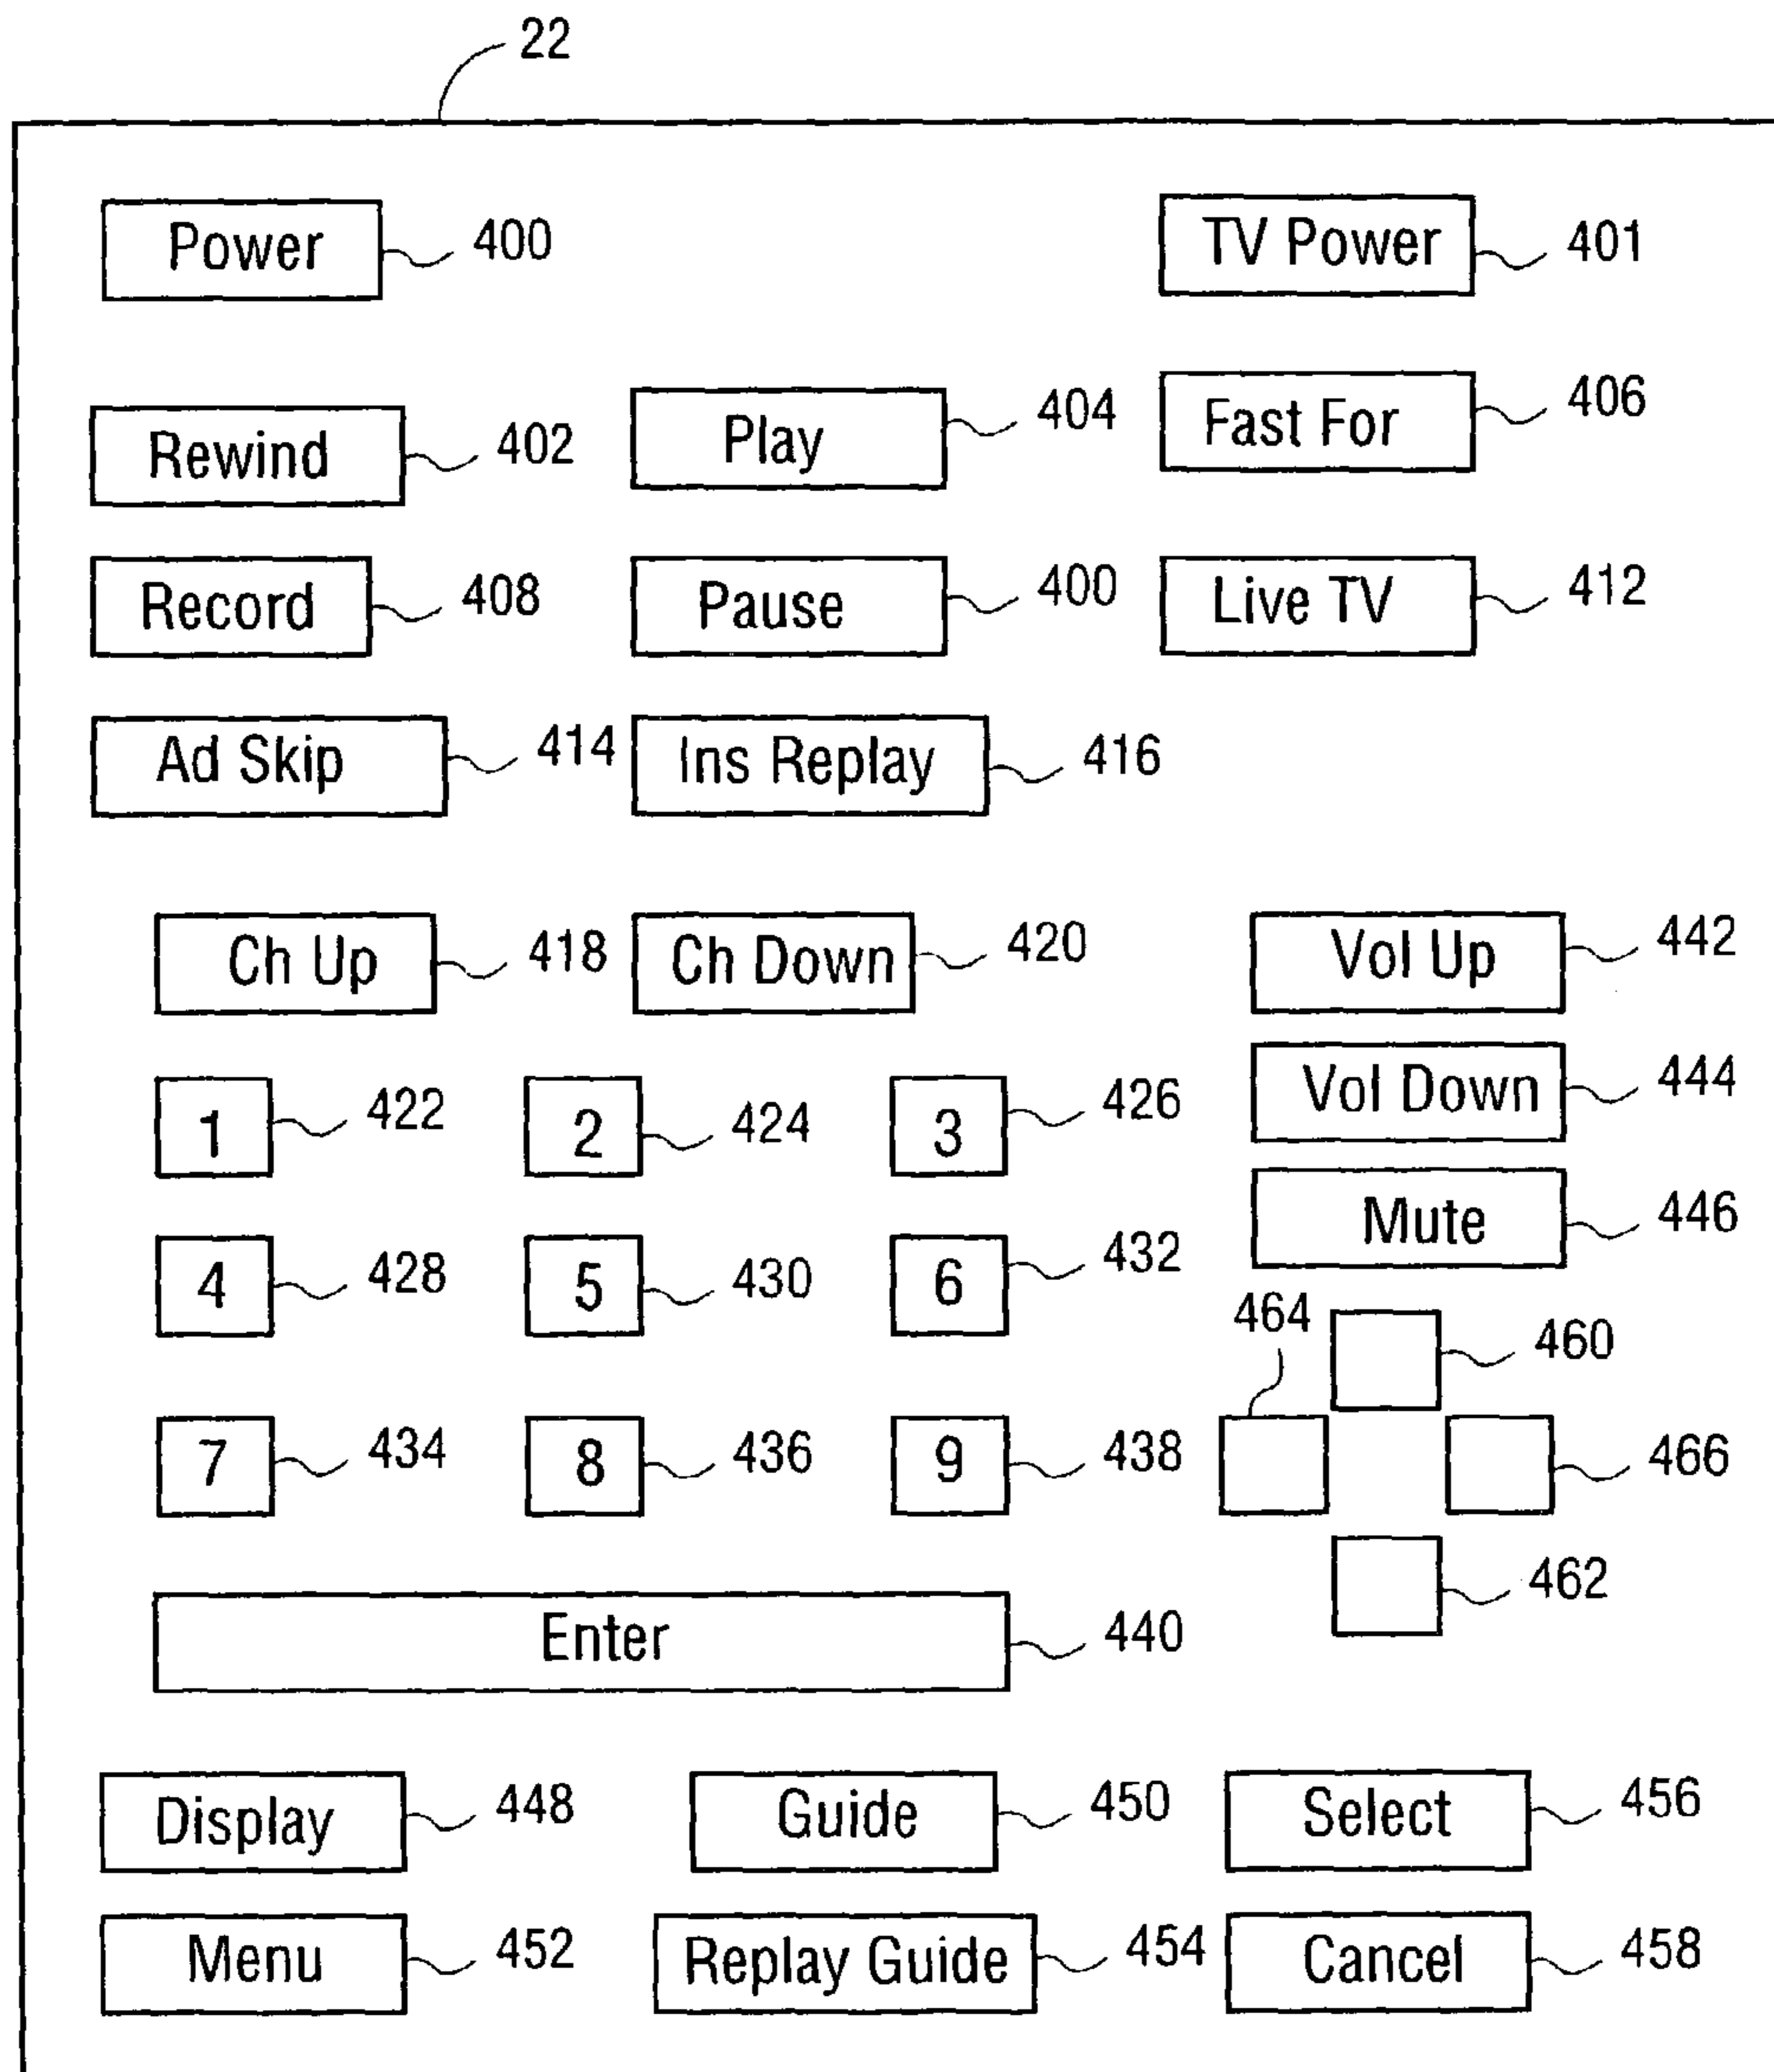 22
Power 400 TV Power 401
Rewind 402 Play 404 Fast For 406
Record 408 Pause 400 Live TV 412
Ad Skip 414 Ins Replay 416
Ch Up 418 Ch Down 420 Vol Up 442
Vol Down 444
1 422 2 424 3 426
Mute 446
4 428 5 430 6 432
464 460
7 434 8 436 9 438 466
462
Enter 440
Display 448 Guide 450 Select 456
Menu 452 Replay Guide 454 Cancel 458